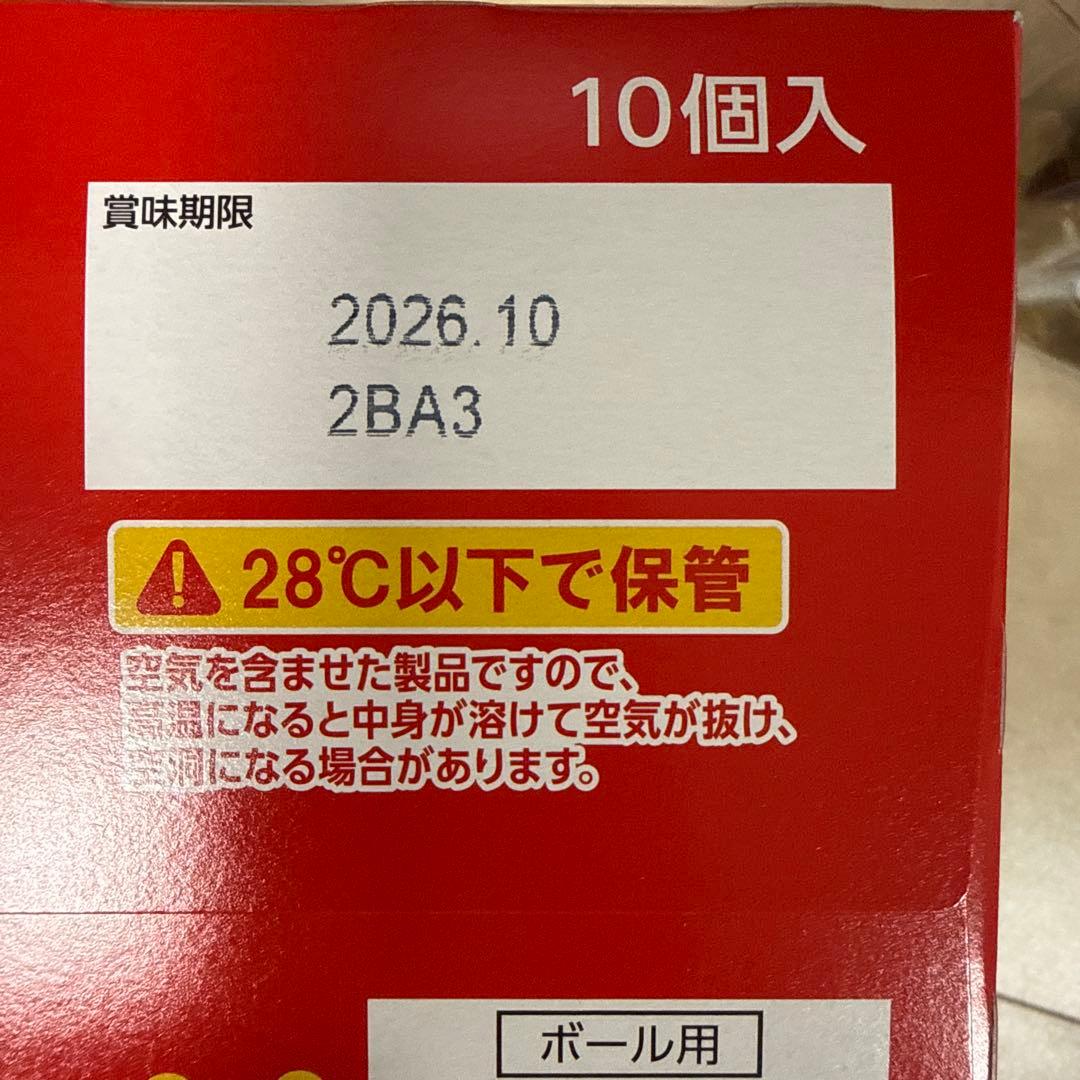 10個入
賞味期限
2026.10
2BA3
28℃以下で保管
空気を含ませた製品ですので、
高温になると中身が溶けて空気が抜け、
空洞になる場合があります。
ボール用